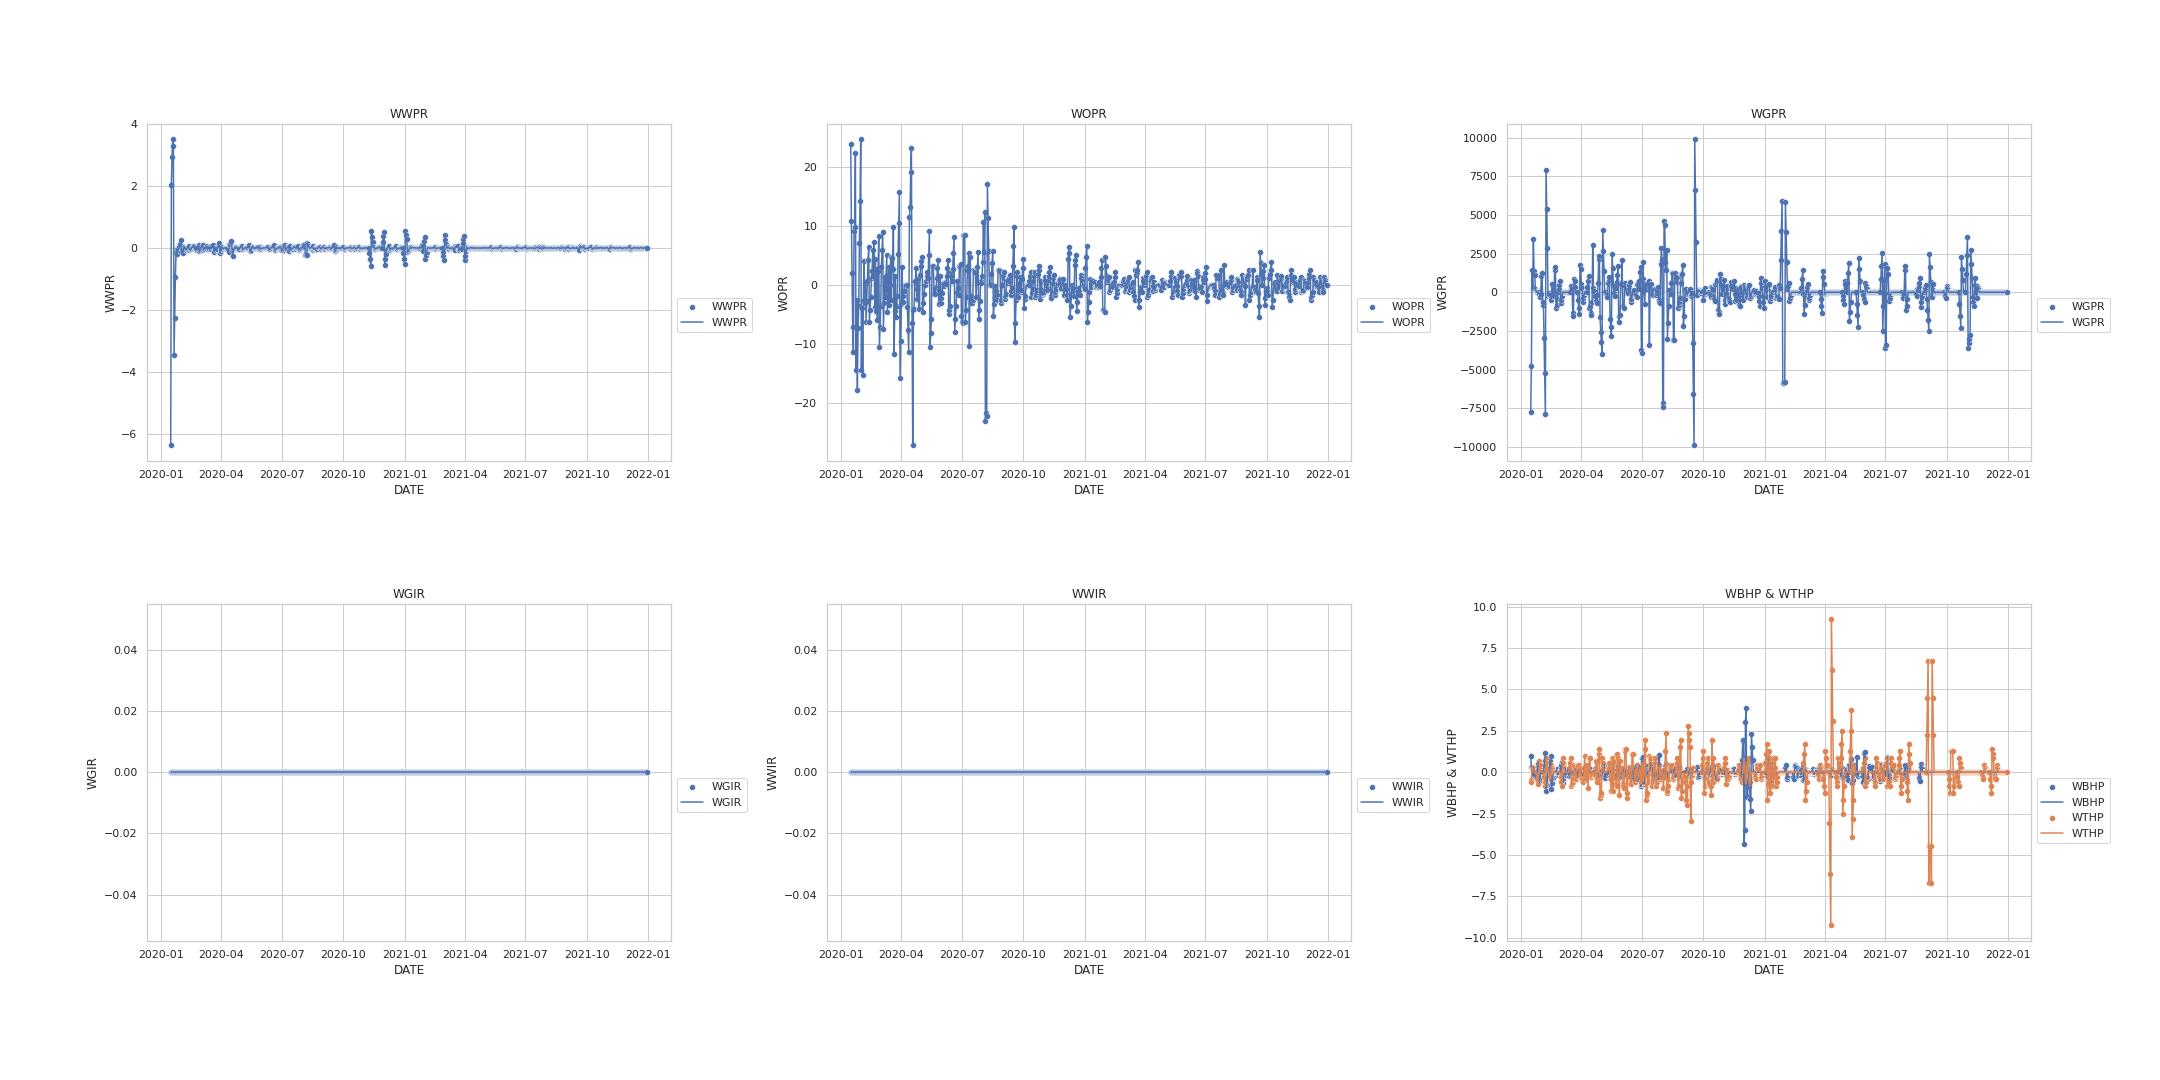 WWPR
WWPR
4
2
0
−2
−4
−6
2020-01 2020-04 2020-07 2020-10 2021-01 2021-04 2021-07 2021-10 2022-01
DATE
WWPR
WWPR
WOPR
WOPR
20
10
0
−10
−20
2020-01 2020-04 2020-07 2020-10 2021-01 2021-04 2021-07 2021-10 2022-01
DATE
WOPR
WOPR
WGPR
WGPR
10000
7500
5000
2500
0
−2500
−5000
−7500
−10000
2020-01 2020-04 2020-07 2020-10 2021-01 2021-04 2021-07 2021-10 2022-01
DATE
WGPR
WGPR
WGIR
WGIR
0.04
0.02
0.00
−0.02
−0.04
2020-01 2020-04 2020-07 2020-10 2021-01 2021-04 2021-07 2021-10 2022-01
DATE
WGIR
WGIR
WWIR
WWIR
0.04
0.02
0.00
−0.02
−0.04
2020-01 2020-04 2020-07 2020-10 2021-01 2021-04 2021-07 2021-10 2022-01
DATE
WWIR
WWIR
WBHP & WTHP
WBHP & WTHP
10.0
7.5
5.0
2.5
0.0
−2.5
−5.0
−7.5
−10.0
2020-01 2020-04 2020-07 2020-10 2021-01 2021-04 2021-07 2021-10 2022-01
DATE
WBHP
WBHP
WTHP
WTHP